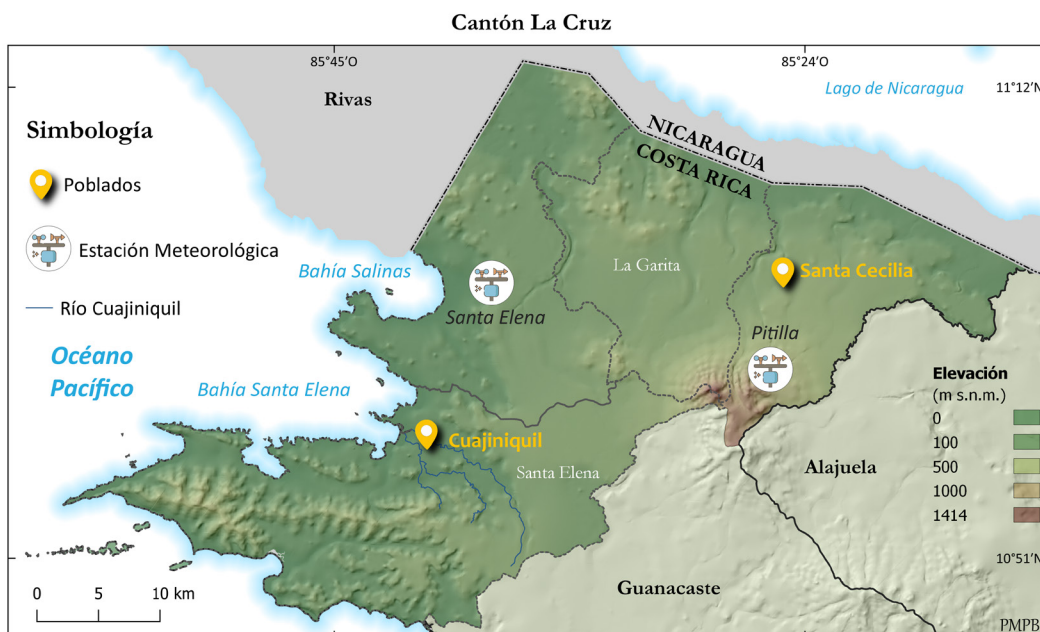 Cantón La Cruz
85°45'O
85°24'O
Rivas
Lago de Nicaragua
11°12'N
Simbología
NICARAGUA
COSTA RICA
Poblados
Estación Meteorológica
Bahía Salinas
La Garita
Santa Cecilia
Río Cuajiniquil
Santa Elena
Pitilla
Océano
Pacífico
Bahía Santa Elena
Elevación
(m s.n.m.)
0
100
500
1000
1414
Cuajiniquil
Santa Elena
Alajuela
10°51'N
Guanacaste
0 5 10 km
PMPB